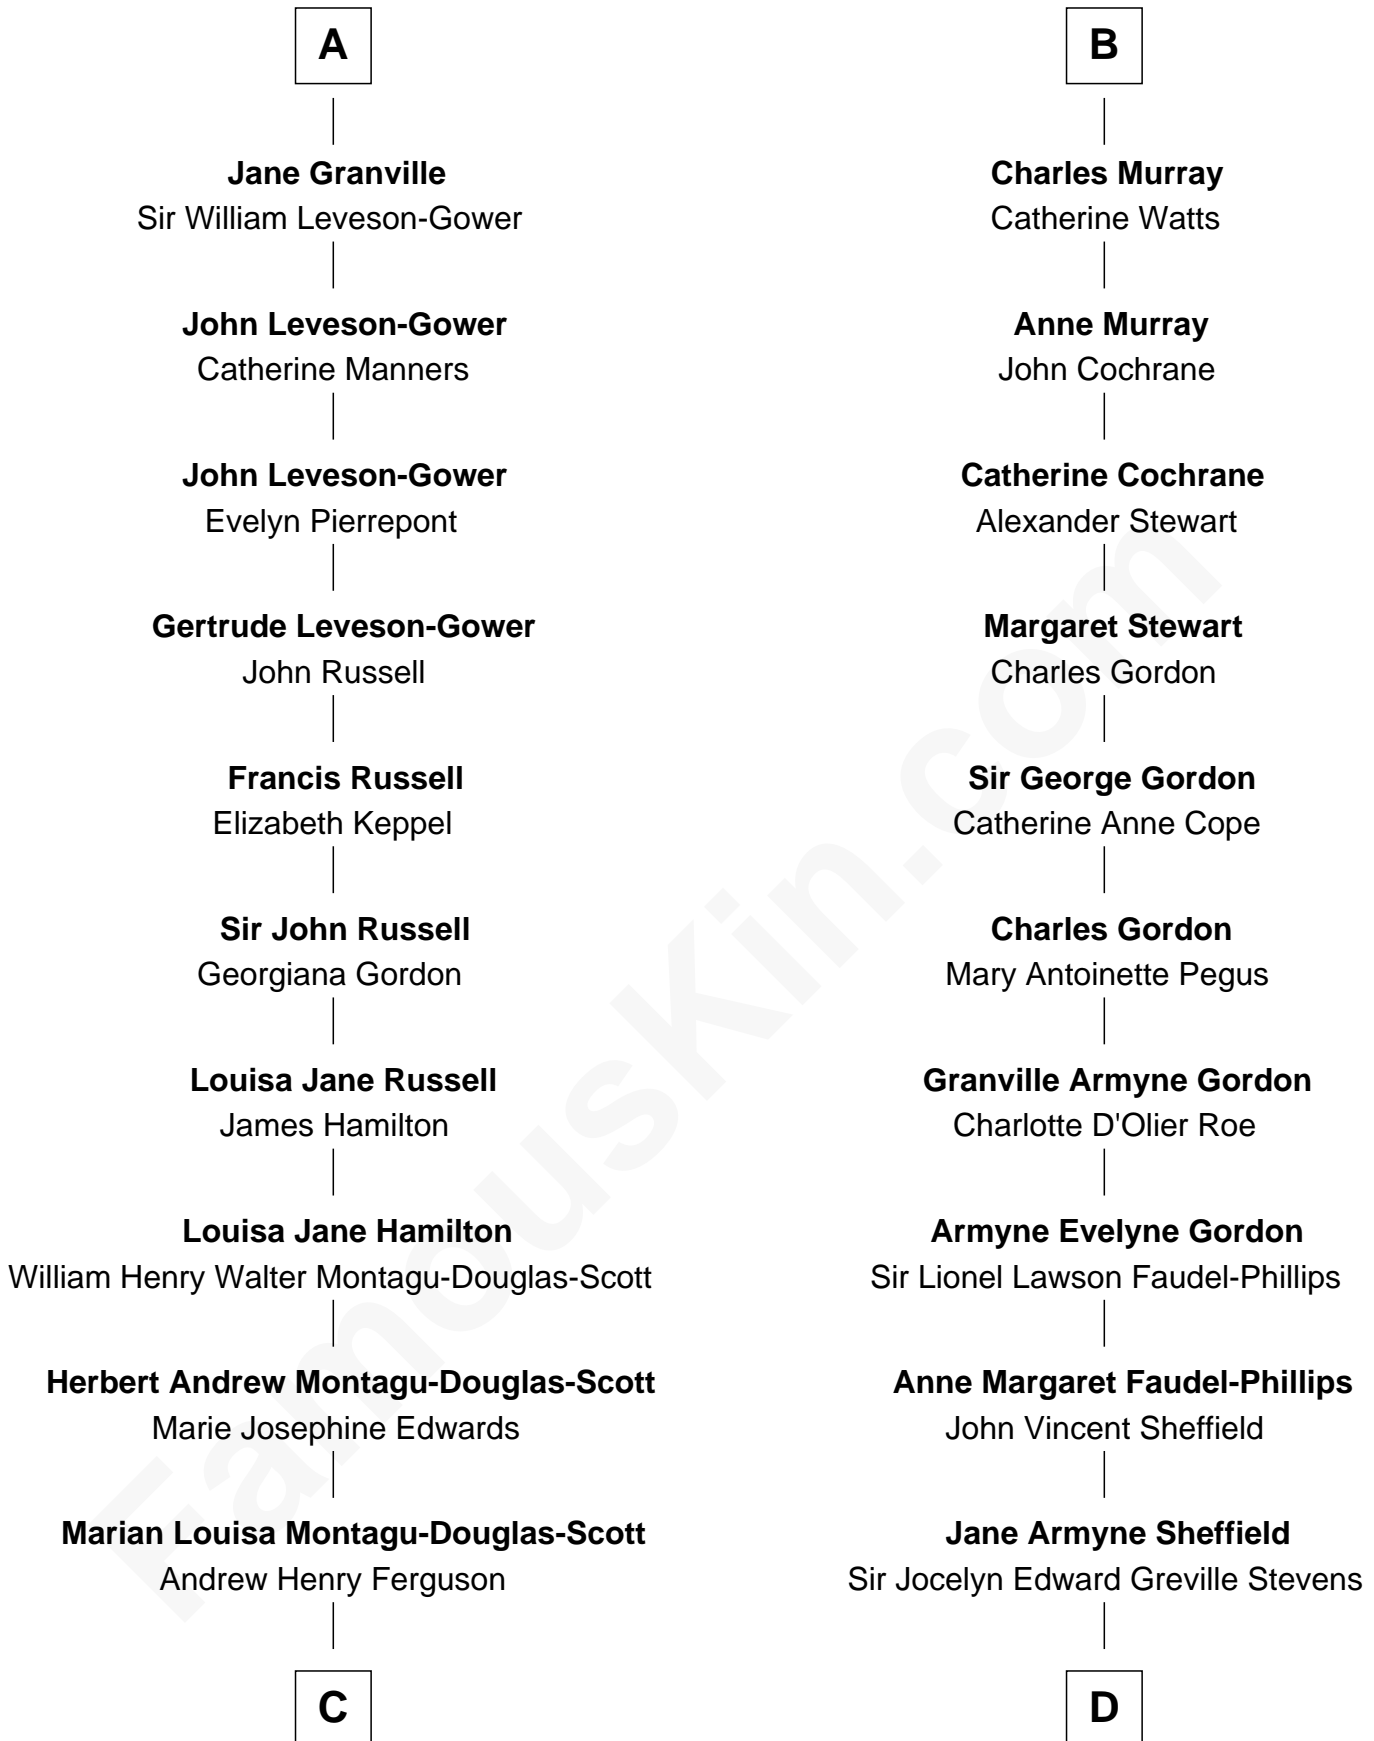 A
Jane Granville
Sir William Leveson-Gower
John Leveson-Gower
Catherine Manners
John Leveson-Gower
Evelyn Pierrepont
Gertrude Leveson-Gower
John Russell
Francis Russell
Elizabeth Keppel
Sir John Russell
Georgiana Gordon
Louisa Jane Russell
James Hamilton
Louisa Jane Hamilton
William Henry Walter Montagu-Douglas-Scott
Herbert Andrew Montagu-Douglas-Scott
Marie Josephine Edwards
Marian Louisa Montagu-Douglas-Scott
Andrew Henry Ferguson
C
B
Charles Murray
Catherine Watts
Anne Murray
John Cochrane
Catherine Cochrane
Alexander Stewart
Margaret Stewart
Charles Gordon
Sir George Gordon
Catherine Anne Cope
Charles Gordon
Mary Antoinette Pegus
Granville Armyne Gordon
Charlotte D'Olier Roe
Armyne Evelyne Gordon
Sir Lionel Lawson Faudel-Phillips
Anne Margaret Faudel-Phillips
John Vincent Sheffield
Jane Armyne Sheffield
Sir Jocelyn Edward Greville Stevens
D
FamousKin.com